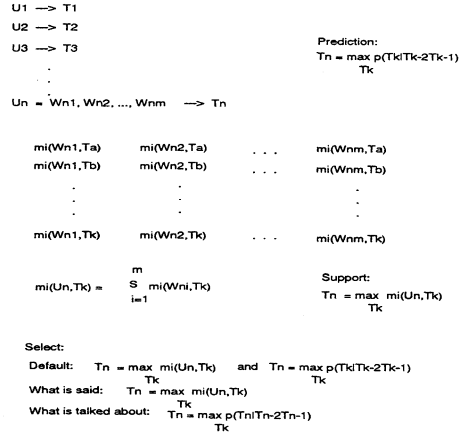 U1 —> T1
U2 —> T2
U3 —> T3
Prediction:
Tn = max p(Tk|Tk-2Tk-1)
Tk
.
.
.
Un = Wn1, Wn2, ..., Wnm —> Tn
mi(Wn1,Ta) mi(Wn2,Ta) . . . mi(Wnm,Ta)
mi(Wn1,Tb) mi(Wn2,Tb) . . . mi(Wnm,Tb)
. . .
. . .
. . .
mi(Wn1,Tk) mi(Wn2,Tk) . . . mi(Wnm,Tk)
m
mi(Un,Tk) = S mi(Wni,Tk)
i=1
Support:
Tn = max mi(Un,Tk)
Tk
Select:
Default: Tn = max mi(Un,Tk) and Tn = max p(Tk|Tk-2Tk-1)
Tk Tk
What is said: Tn = max mi(Un,Tk)
Tk
What is talked about: Tn = max p(Tn|Tn-2Tn-1)
Tk